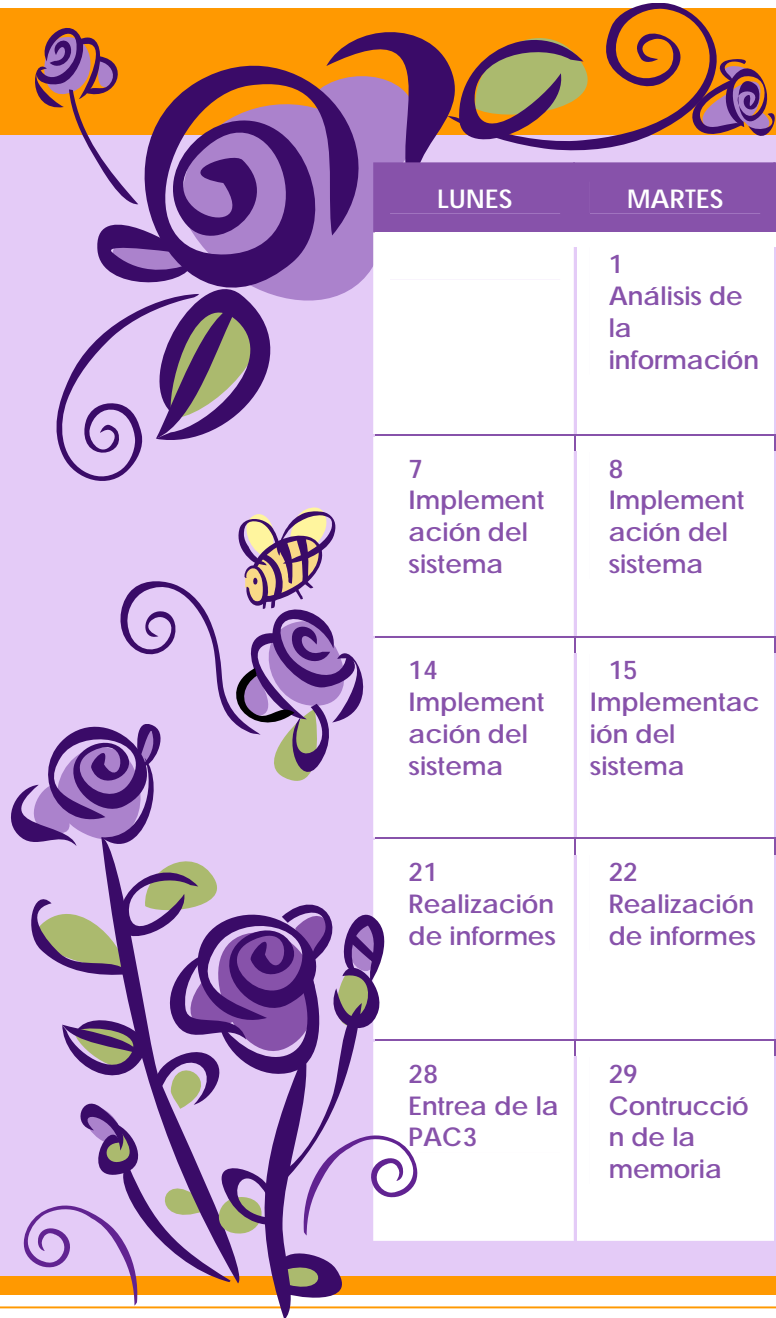 LUNES MARTES
1
Análisis de
la
información
7
Implement
ación del
sistema
8
Implement
ación del
sistema
14
Implement
ación del
sistema
15
Implementac
ión del
sistema
21
Realización
de informes
22
Realización
de informes
28
Entrea de la
PAC3
29
Contrucció
n de la
memoria